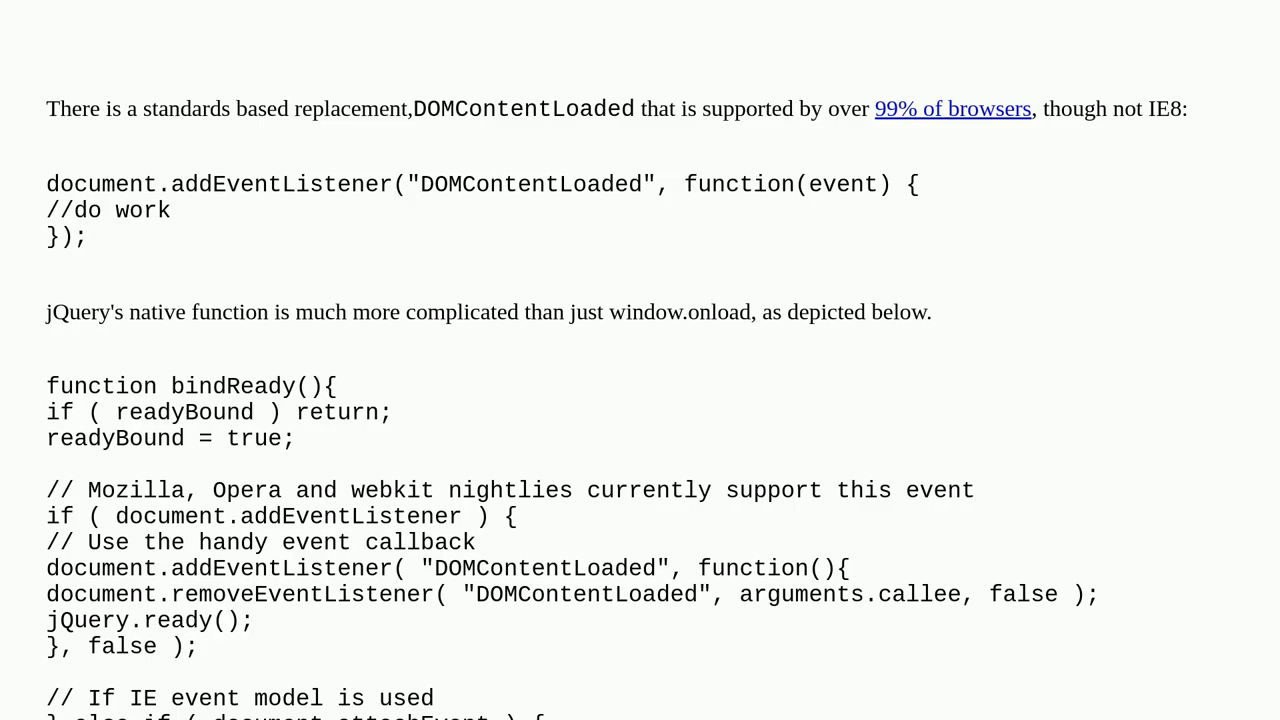 There is a standards based replacement,DOMContentLoaded that is supported by over 99% of browsers, though not IE8:
document.addEventListener("DOMContentLoaded", function(event) {
//do work
});
jQuery's native function is much more complicated than just window.onload, as depicted below.
function bindReady(){
if ( readyBound ) return;
readyBound = true;
// Mozilla, Opera and webkit nightlies currently support this event
if ( document.addEventListener ) {
// Use the handy event callback
document.addEventListener( "DOMContentLoaded", function(){
document.removeEventListener( "DOMContentLoaded", arguments.callee, false );
jQuery.ready();
}, false );
// If IE event model is used
} else if ( document.attachEvent ) {